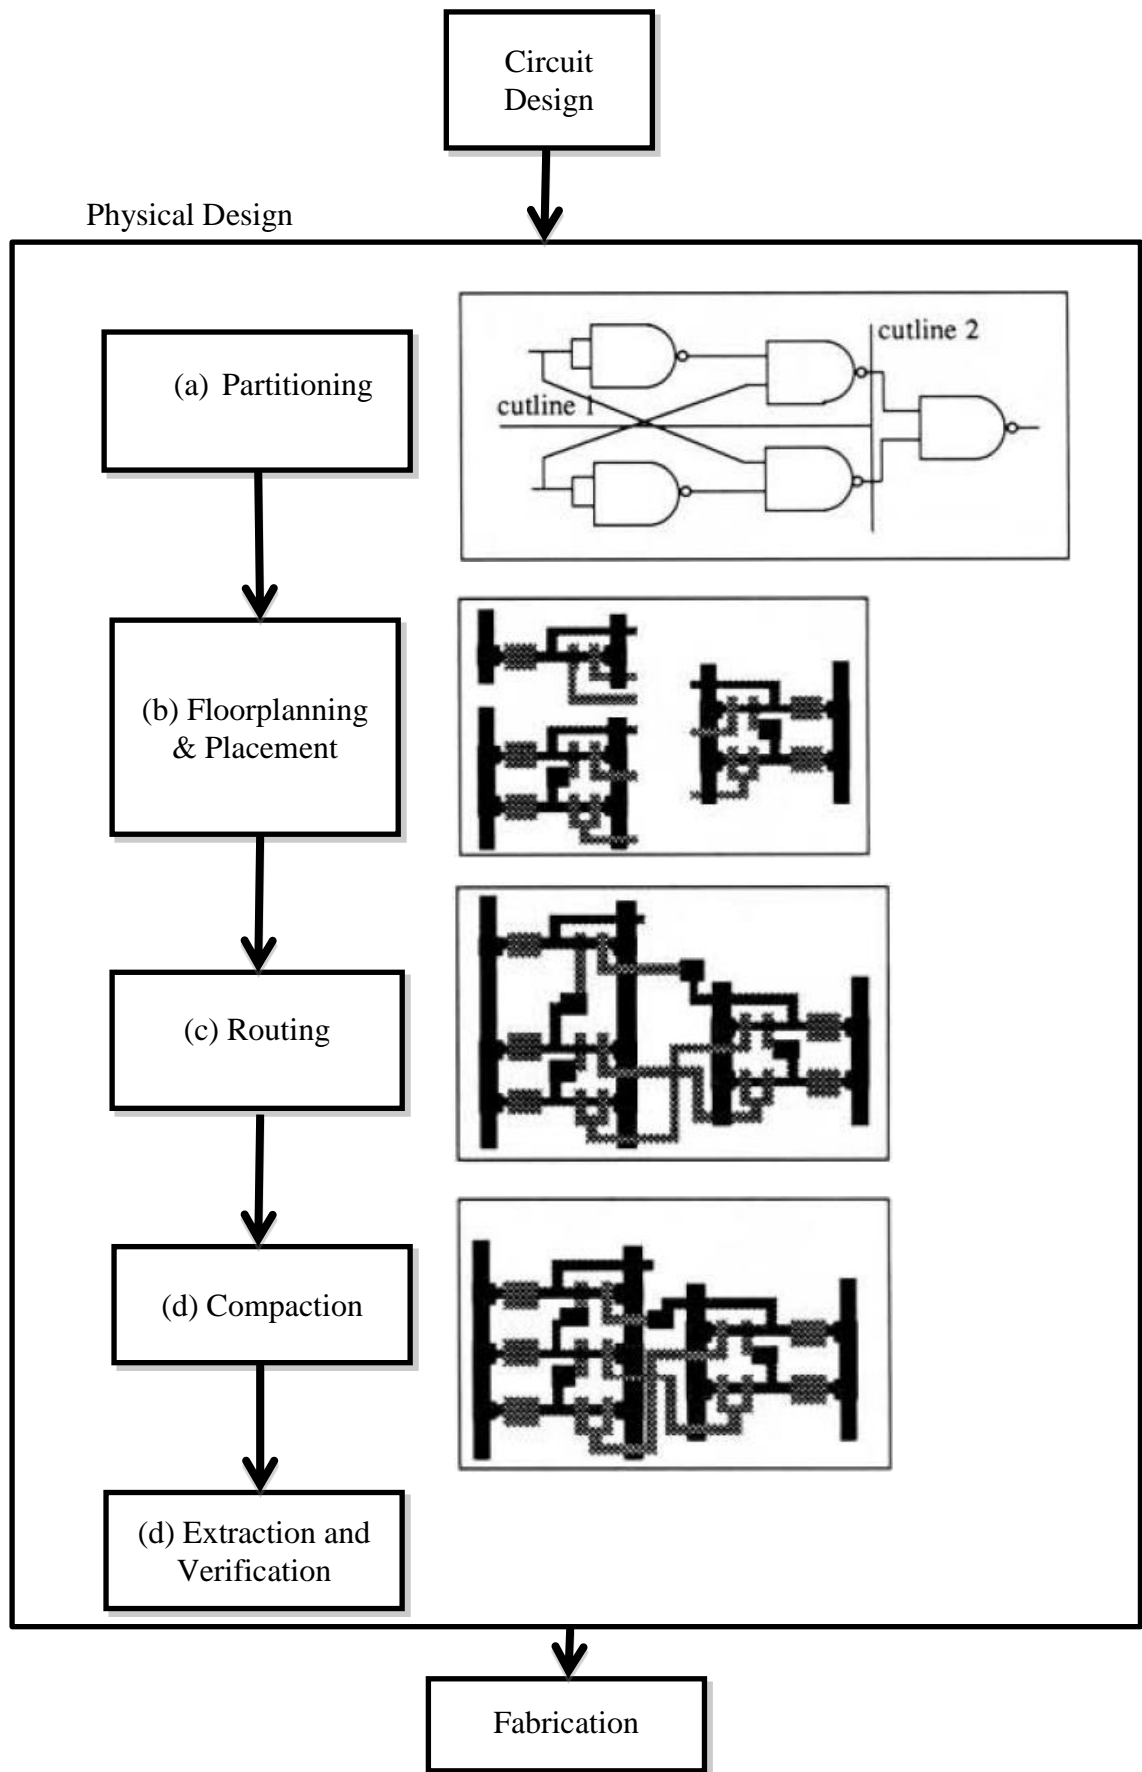 Circuit
Design
Physical Design
(a) Partitioning
cutline 2
cutline 1
(b) Floorplanning
& Placement
(c) Routing
(d) Compaction
(d) Extraction and
Verification
Fabrication